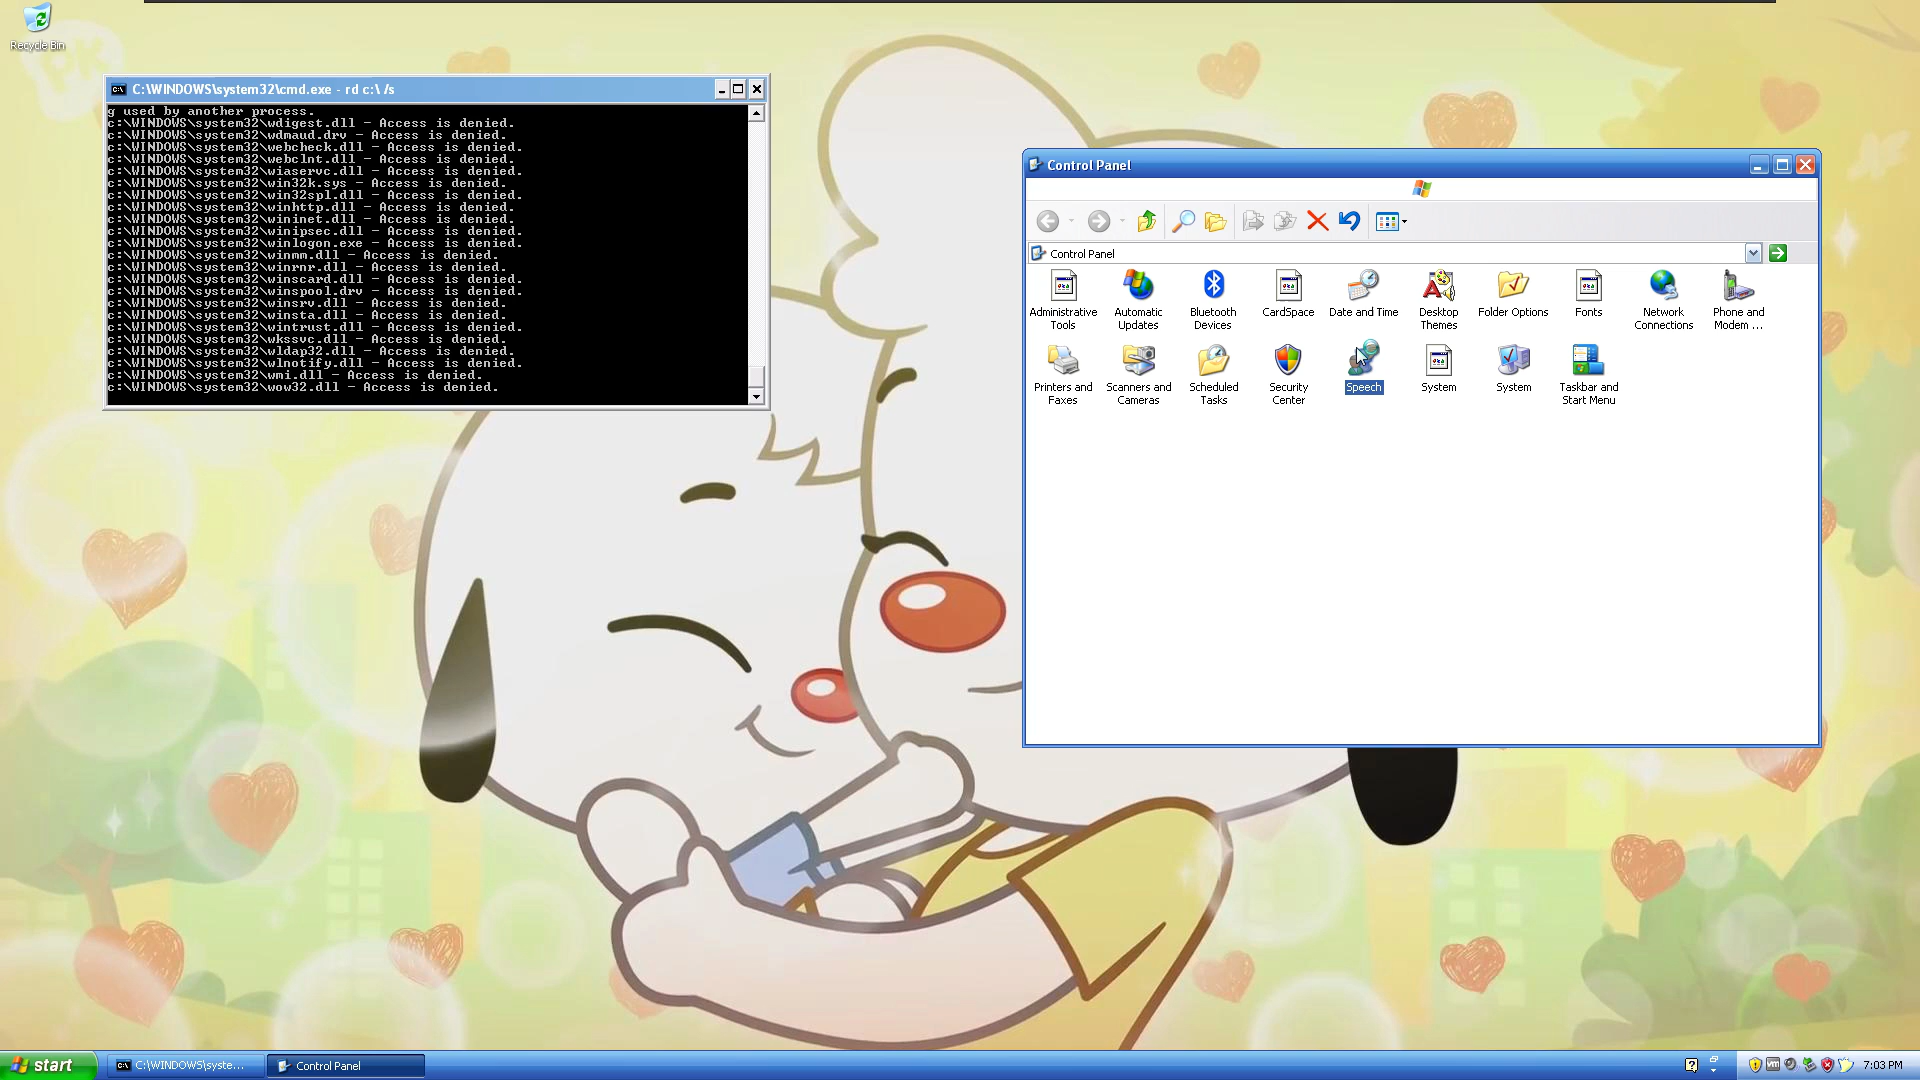 Recycle Bin
C:\WINDOWS\system32\cmd.exe - rd c:\ /s
g used by another process.
c:\WINDOWS\system32\wdigest.dll - Access is denied.
c:\WINDOWS\system32\wdmaud.drv - Access is denied.
c:\WINDOWS\system32\webcheck.dll - Access is denied.
c:\WINDOWS\system32\webclnt.dll - Access is denied.
c:\WINDOWS\system32\wiaservc.dll - Access is denied.
c:\WINDOWS\system32\win32k.sys - Access is denied.
c:\WINDOWS\system32\win32spl.dll - Access is denied.
c:\WINDOWS\system32\winhttp.dll - Access is denied.
c:\WINDOWS\system32\wininet.dll - Access is denied.
c:\WINDOWS\system32\winipsec.dll - Access is denied.
c:\WINDOWS\system32\winlogon.exe - Access is denied.
c:\WINDOWS\system32\winmm.dll - Access is denied.
c:\WINDOWS\system32\winrnr.dll - Access is denied.
c:\WINDOWS\system32\winscard.dll - Access is denied.
c:\WINDOWS\system32\winspool.drv - Access is denied.
c:\WINDOWS\system32\winsrv.dll - Access is denied.
c:\WINDOWS\system32\winsta.dll - Access is denied.
c:\WINDOWS\system32\wintrust.dll - Access is denied.
c:\WINDOWS\system32\wkssvc.dll - Access is denied.
c:\WINDOWS\system32\wldap32.dll - Access is denied.
c:\WINDOWS\system32\wlnotify.dll - Access is denied.
c:\WINDOWS\system32\wmi.dll - Access is denied.
c:\WINDOWS\system32\wow32.dll - Access is denied.
Control Panel
Control Panel
Administrative Tools
Automatic Updates
Bluetooth Devices
CardSpace
Date and Time
Desktop Themes
Folder Options
Fonts
Network Connections
Phone and Modem ...
Printers and Faxes
Scanners and Cameras
Scheduled Tasks
Security Center
Speech
System
System
Taskbar and Start Menu
start
C:\WINDOWS\syste...
Control Panel
7:03 PM